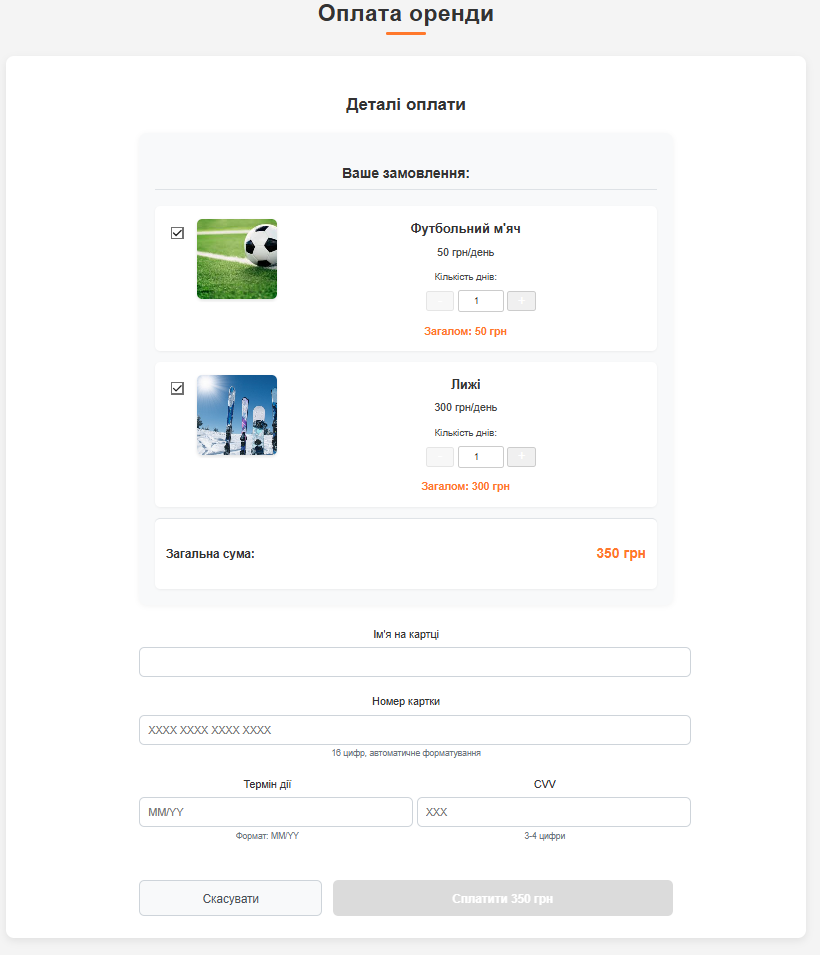 Оплата оренди
Деталі оплати
Ваше замовлення:
Футбольний м'яч
50 грн/день
Кількість днів:
1 +
Загалом: 50 грн
Лижі
300 грн/день
Кількість днів:
- 1 +
Загалом: 300 грн
Загальна сума: 350 грн
Ім'я на картці
Номер картки
XXXX XXXX XXXX XXXX
16 цифр, автоматичне форматування
Термін дії CVV
MM/YY XXX
Формат: MM/YY 3-4 цифри
Скасувати Сплатити 350 грн